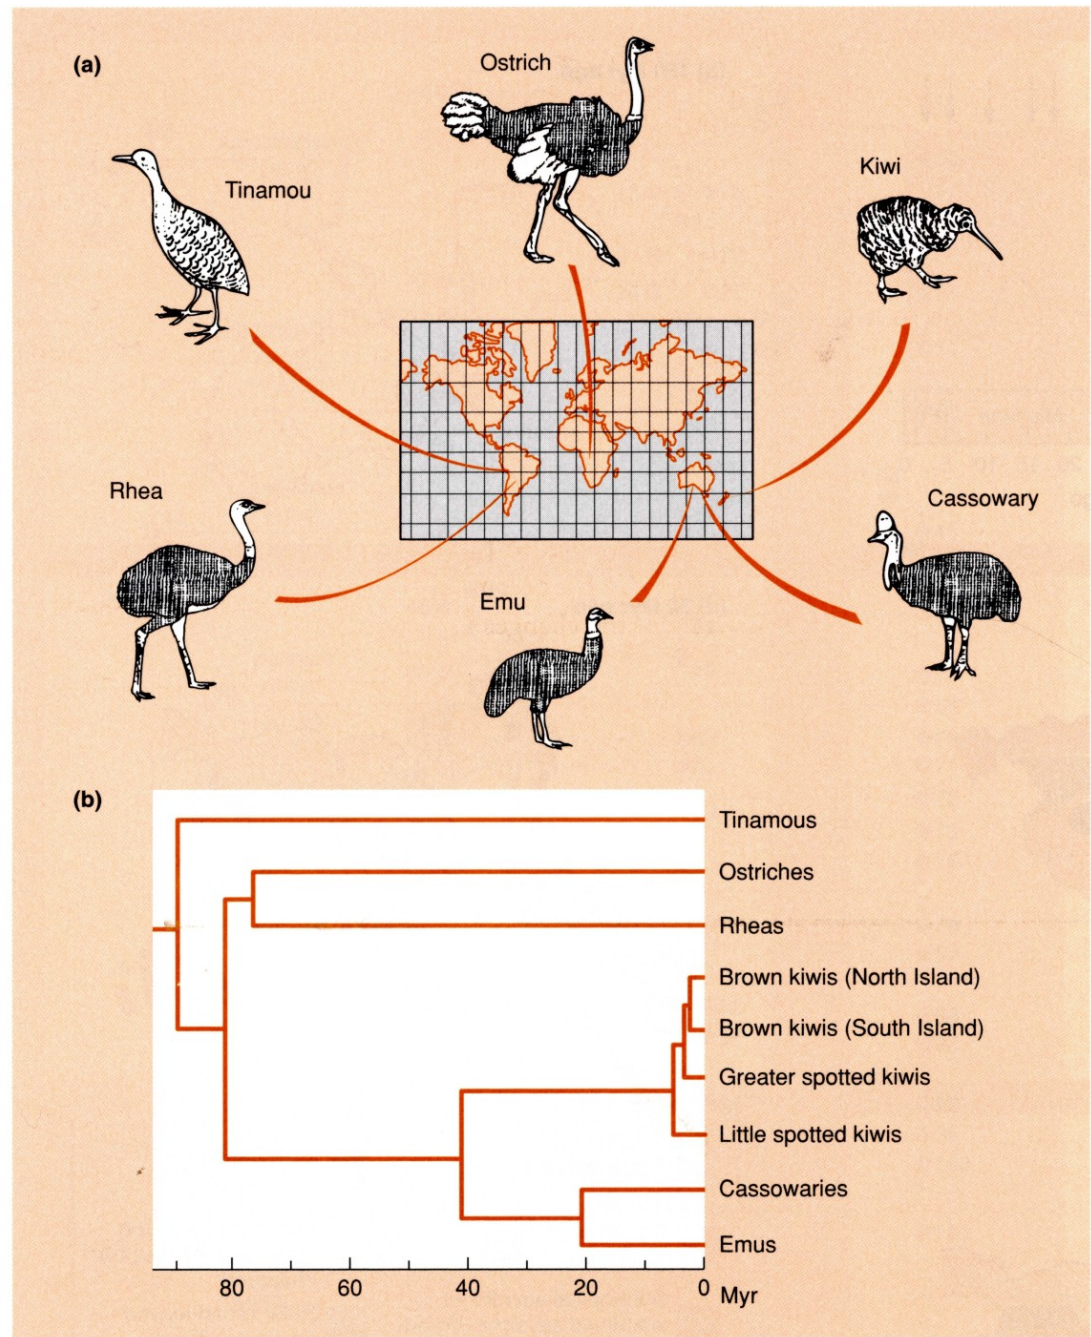 (a)
Ostrich
Tinamou
Kiwi
Rhea
Cassowary
Emu
(b)
Tinamous
Ostriches
Rheas
Brown kiwis (North Island)
Brown kiwis (South Island)
Greater spotted kiwis
Little spotted kiwis
Cassowaries
Emus
80 60 40 20 0 Myr